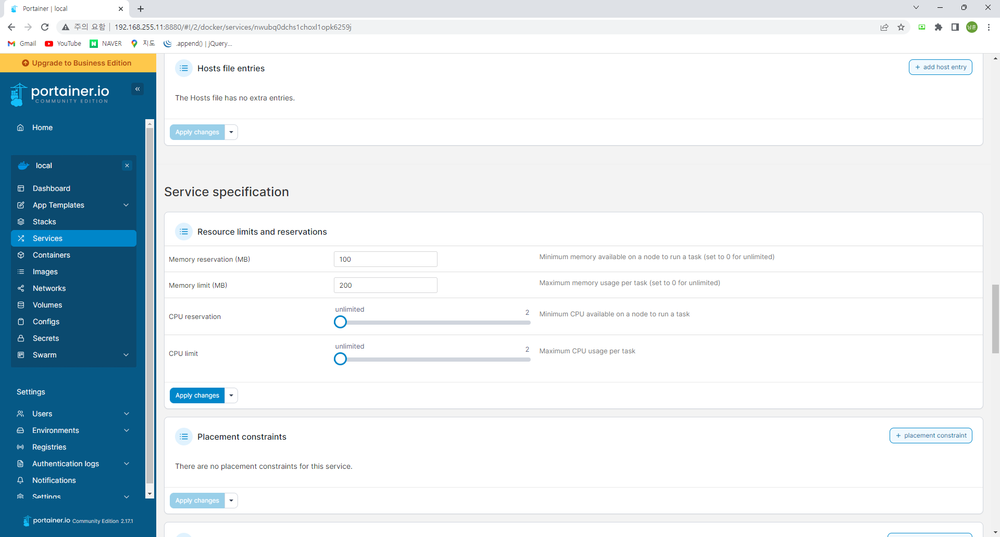 Portainer | local
주의 요함
192.168.255.11:8880/#!/2/docker/services/nwubq0dchs1choxl1opk6259j
남훈
Gmail
YouTube
NAVER
지도
.append() | jQuery...
Upgrade to Business Edition
portainer.io
COMMUNITY EDITION
Home
local
Dashboard
App Templates
Stacks
Services
Containers
Images
Networks
Volumes
Configs
Secrets
Swarm
Settings
Users
Environments
Registries
Authentication logs
Notifications
Settings
portainer.io Community Edition 2.17.1
Hosts file entries
+ add host entry
The Hosts file has no extra entries.
Apply changes
Service specification
Resource limits and reservations
Memory reservation (MB)
100
Minimum memory available on a node to run a task (set to 0 for unlimited)
Memory limit (MB)
200
Maximum memory usage per task (set to 0 for unlimited)
CPU reservation
unlimited
2
Minimum CPU available on a node to run a task
CPU limit
unlimited
2
Maximum CPU usage per task
Apply changes
Placement constraints
+ placement constraint
There are no placement constraints for this service.
Apply changes